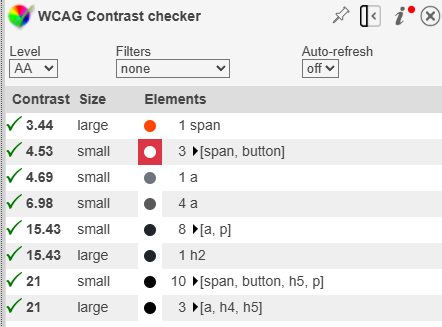 WCAG Contrast checker
Level Filters Auto-refresh
AA none off
Contrast Size Elements
3.44 large 1 span
4.53 small 3 [span, button]
4.69 small 1 a
6.98 small 4 a
15.43 small 8 [a, p]
15.43 large 1 h2
21 small 10 [span, button, h5, p]
21 large 3 [a, h4, h5]